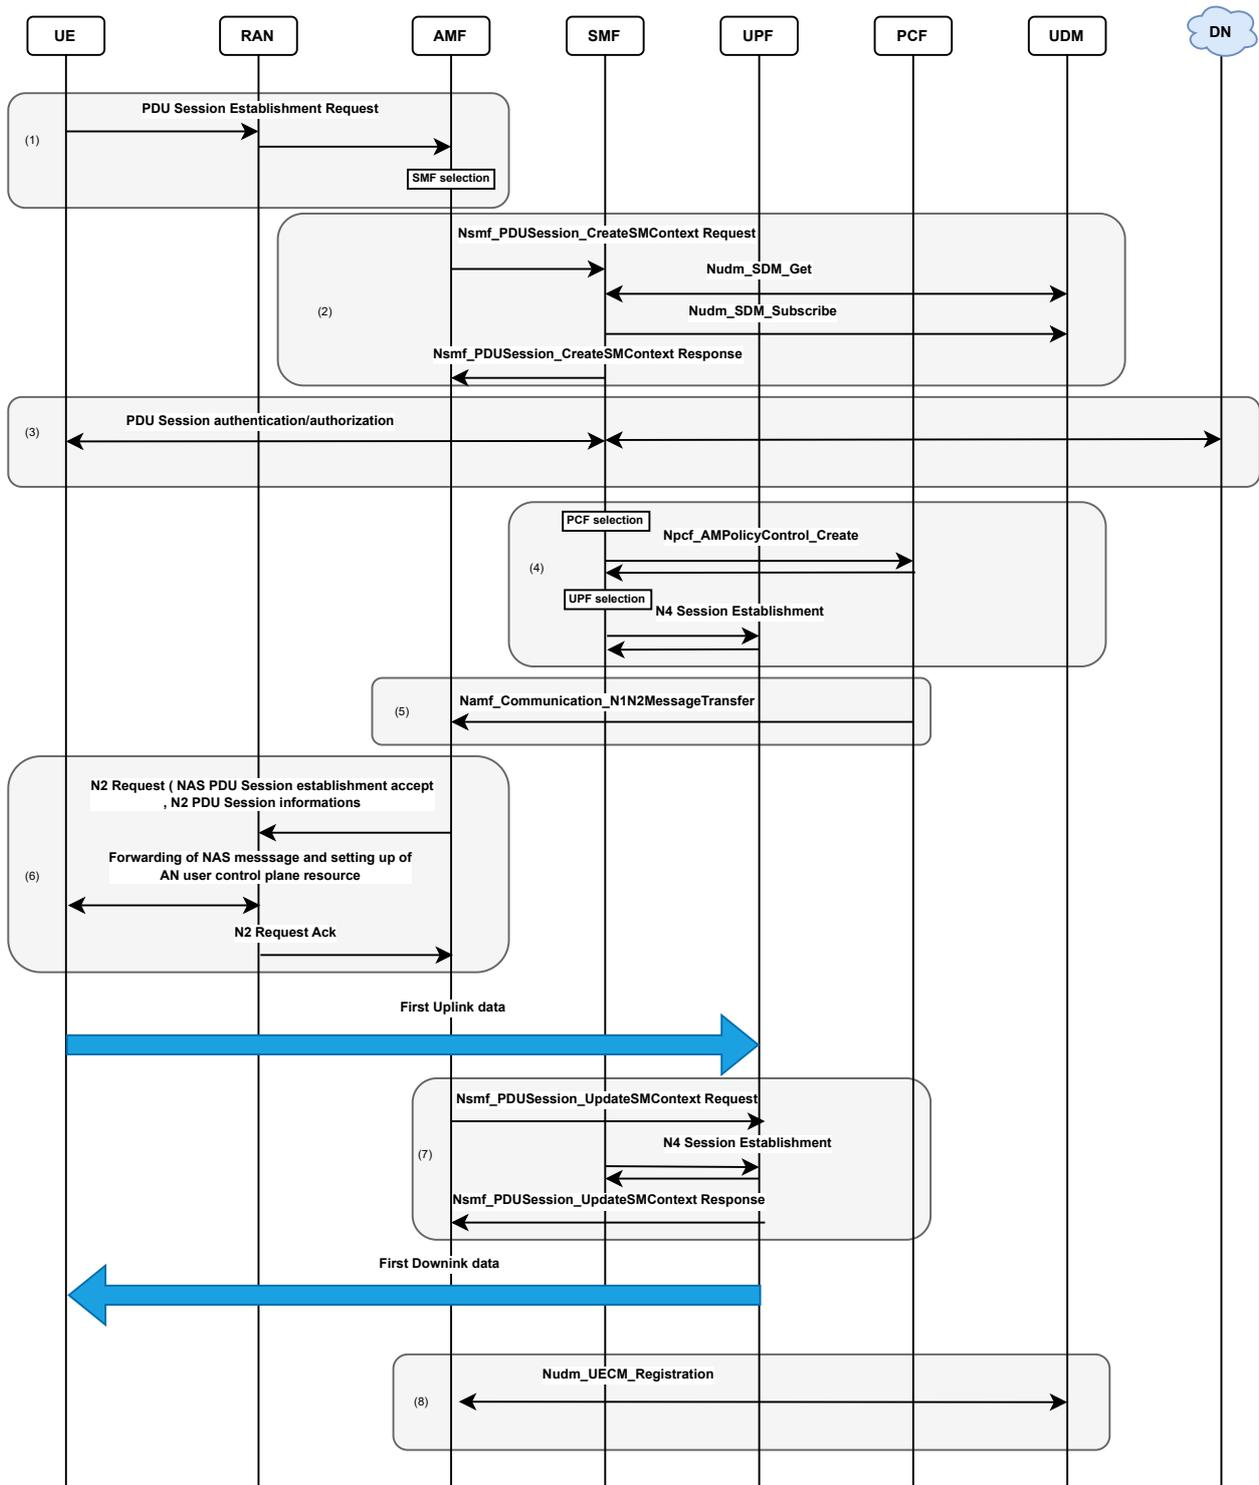 UE
RAN
AMF
SMF
UPF
PCF
UDM
DN
PDU Session Establishment Request
(1)
SMF selection
Nsmf_PDUSession_CreateSMContext Request
Nudm_SDM_Get
(2)
Nudm_SDM_Subscribe
Nsmf_PDUSession_CreateSMContext Response
PDU Session authentication/authorization
(3)
PCF selection
Npcf_AMPolicyControl_Create
(4)
UPF selection
N4 Session Establishment
Namf_Communication_N1N2MessageTransfer
(5)
N2 Request ( NAS PDU Session establishment accept
, N2 PDU Session informations
Forwarding of NAS messsage and setting up of
AN user control plane resource
(6)
N2 Request Ack
First Uplink data
Nsmf_PDUSession_UpdateSMContext Request
N4 Session Establishment
(7)
Nsmf_PDUSession_UpdateSMContext Response
First Downink data
Nudm_UECM_Registration
(8)